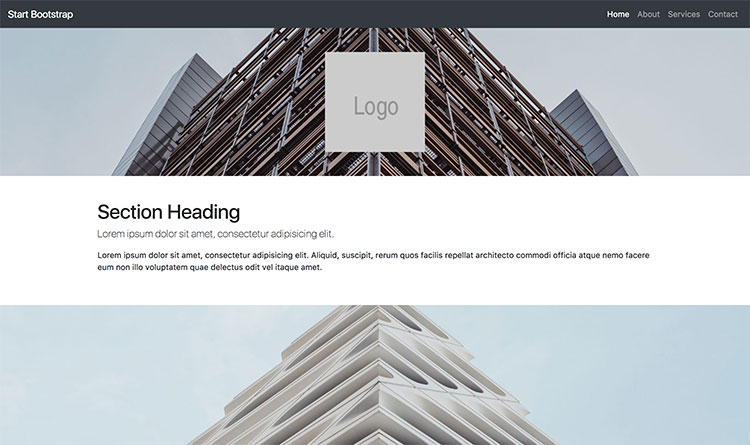 Start Bootstrap
Home About Services Contact
Logo
Section Heading
Lorem ipsum dolor sit amet, consectetur adipisicing elit.
Lorem ipsum dolor sit amet, consectetur adipisicing elit. Aliquid, suscipit, rerum quos facilis repellat architecto commodi officia atque nemo facere
eum non illo voluptatem quae delectus odit vel itaque amet.